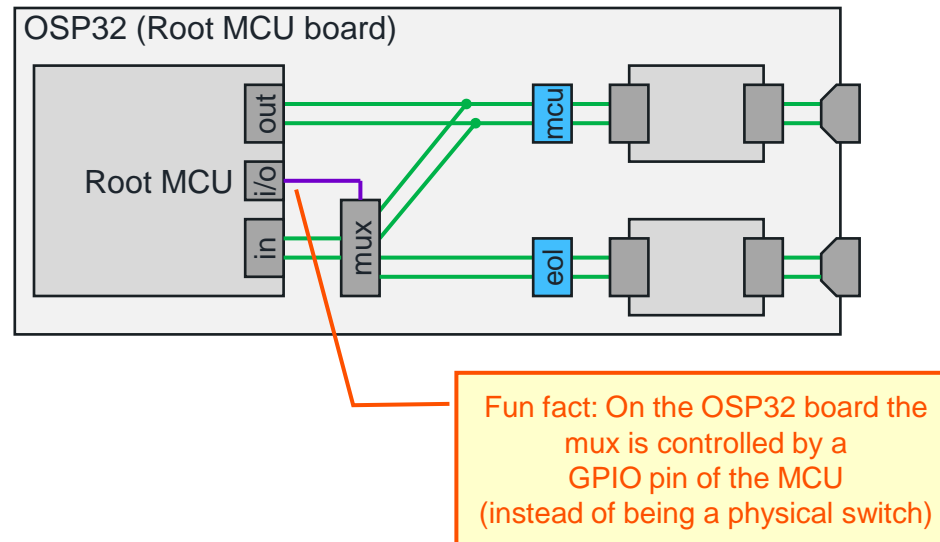 OSP32 (Root MCU board)
out
mcu
Root MCU
i/o
in
mux
eol
Fun fact: On the OSP32 board the
mux is controlled by a
GPIO pin of the MCU
(instead of being a physical switch)